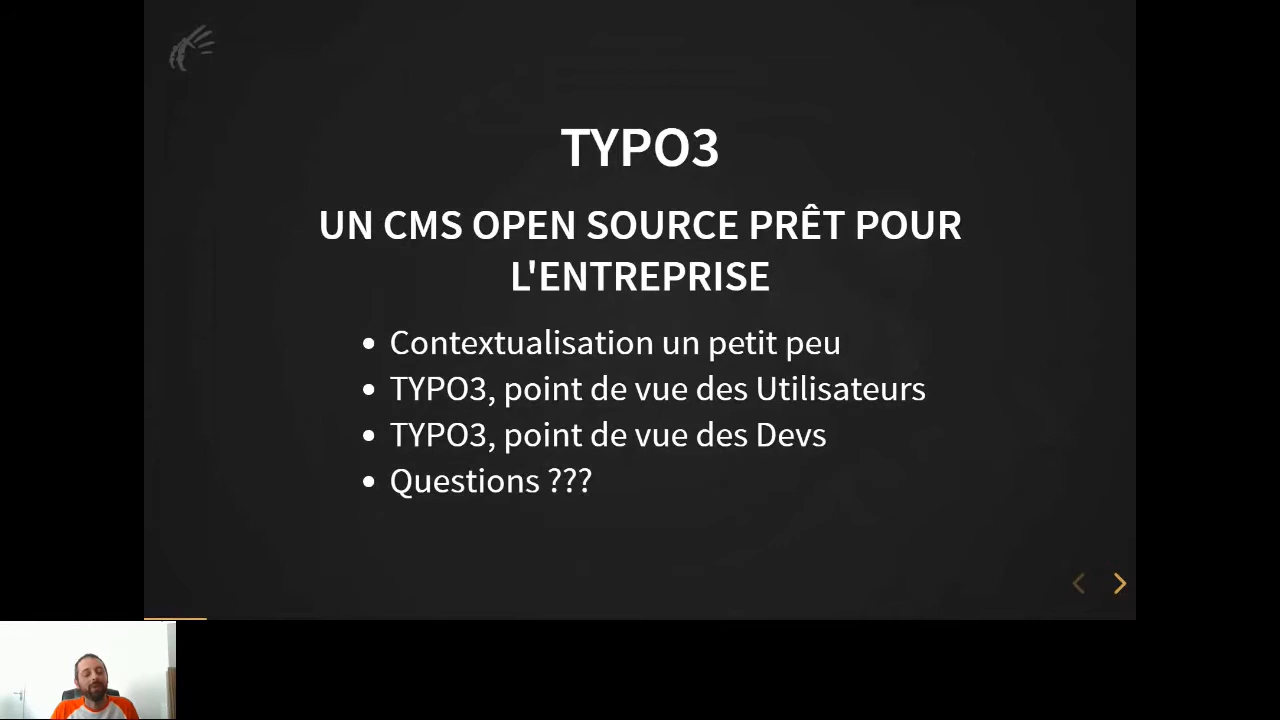 TYPO3
UN CMS OPEN SOURCE PRÊT POUR
L'ENTREPRISE
• Contextualisation un petit peu
• TYPO3, point de vue des Utilisateurs
• TYPO3, point de vue des Devs
• Questions ???